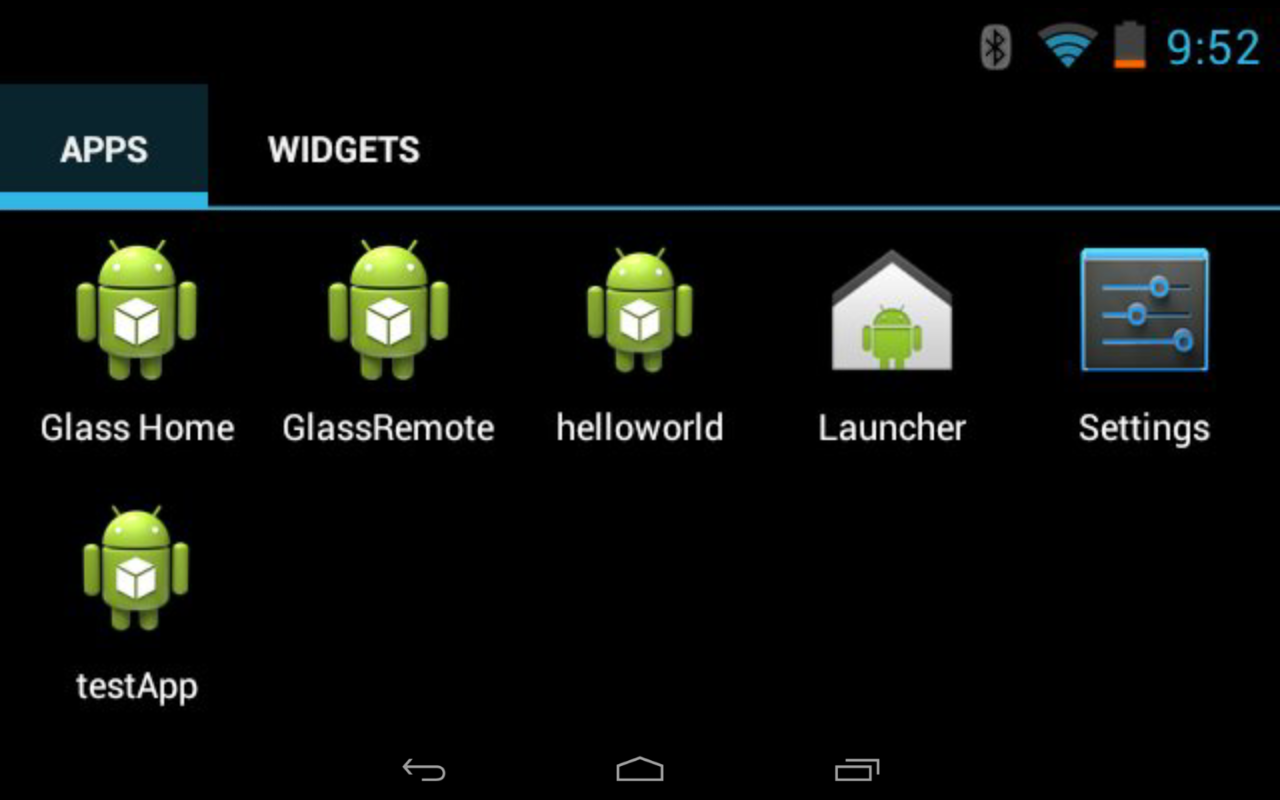 9:52
APPS WIDGETS
Glass Home GlassRemote helloworld Launcher Settings
testApp